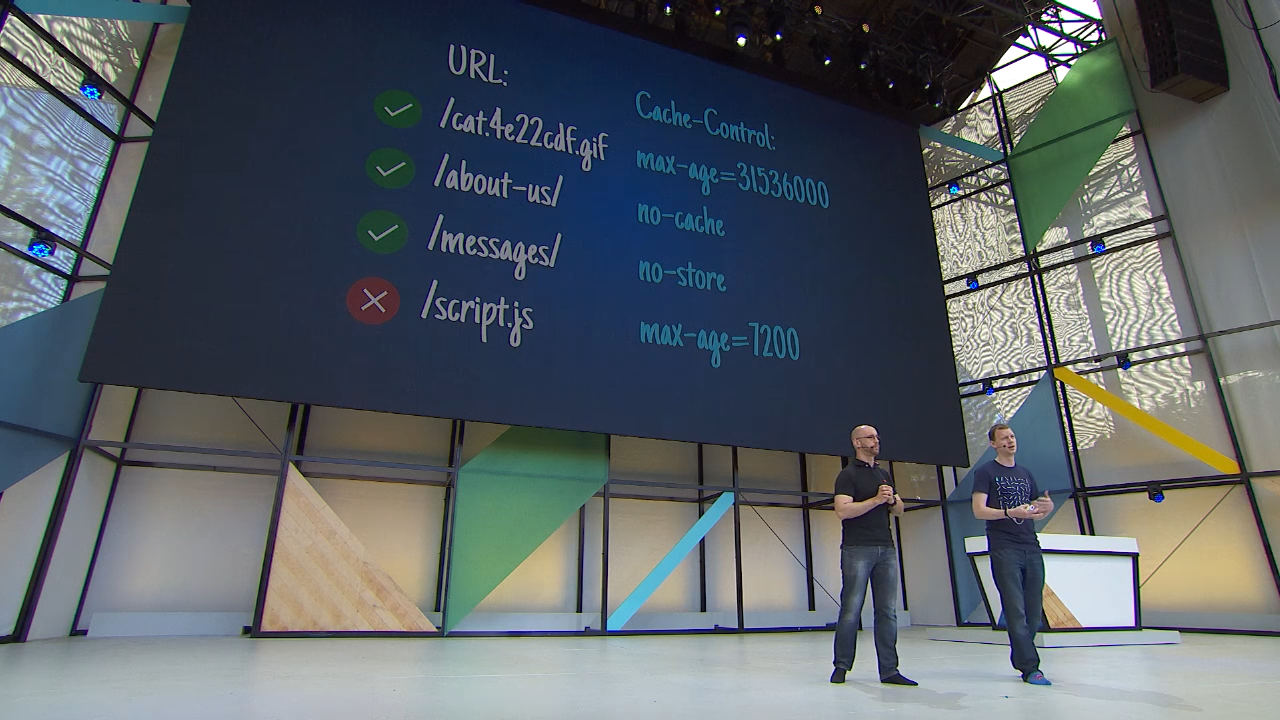 URL:
Cache-Control:
/cat.4e22cdf.gif
max-age=31536000
/about-us/
no-cache
/messages/
no-store
/script.js
max-age=7200